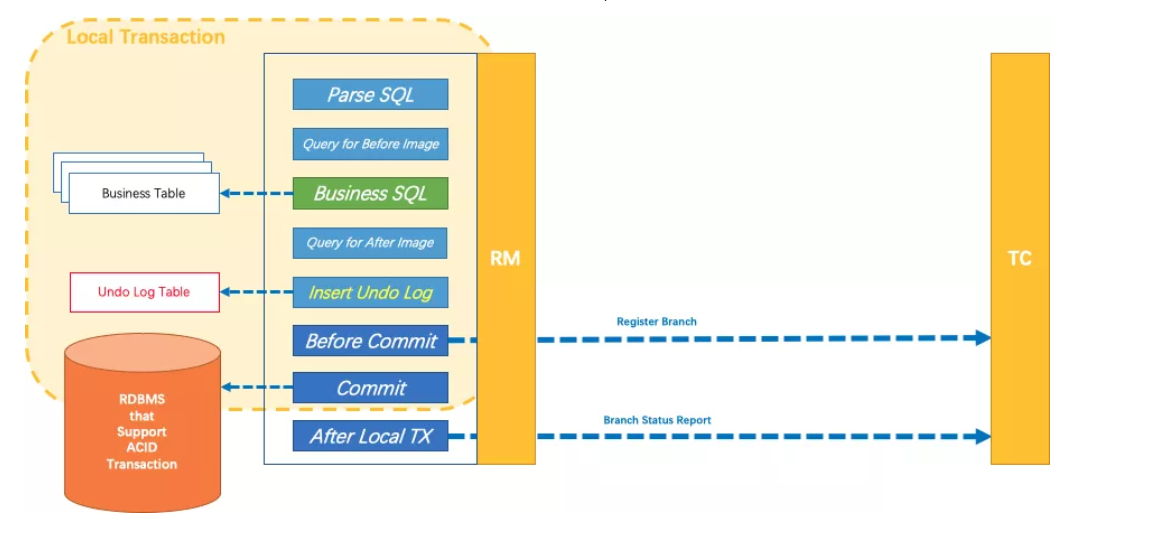 Local Transaction
Parse SQL
Query for Before Image
Business Table
Business SQL
Query for After Image
RM
TC
Undo Log Table
Insert Undo Log
Register Branch
Before Commit
Commit
RDBMS
that
Support
ACID
Transaction
Branch Status Report
After Local TX